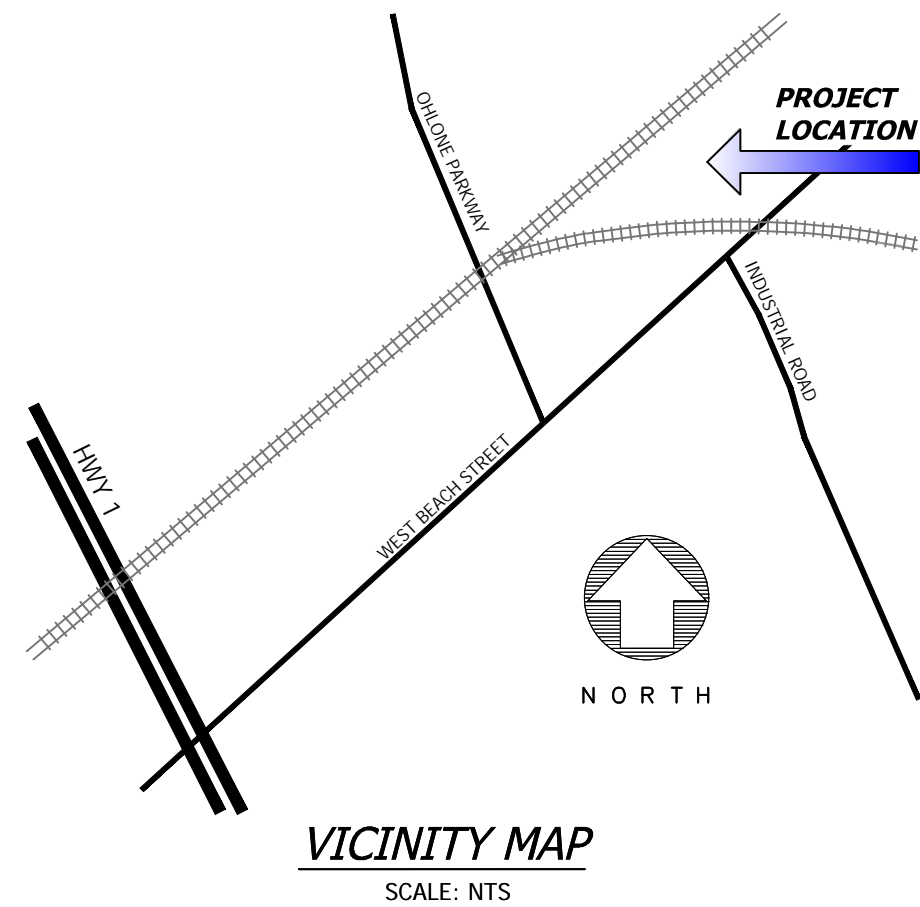 PROJECT
LOCATION
OHLONE PARKWAY
INDUSTRIAL ROAD
HWY 1
WEST BEACH STREET
NORTH
VICINITY MAP
SCALE: NTS